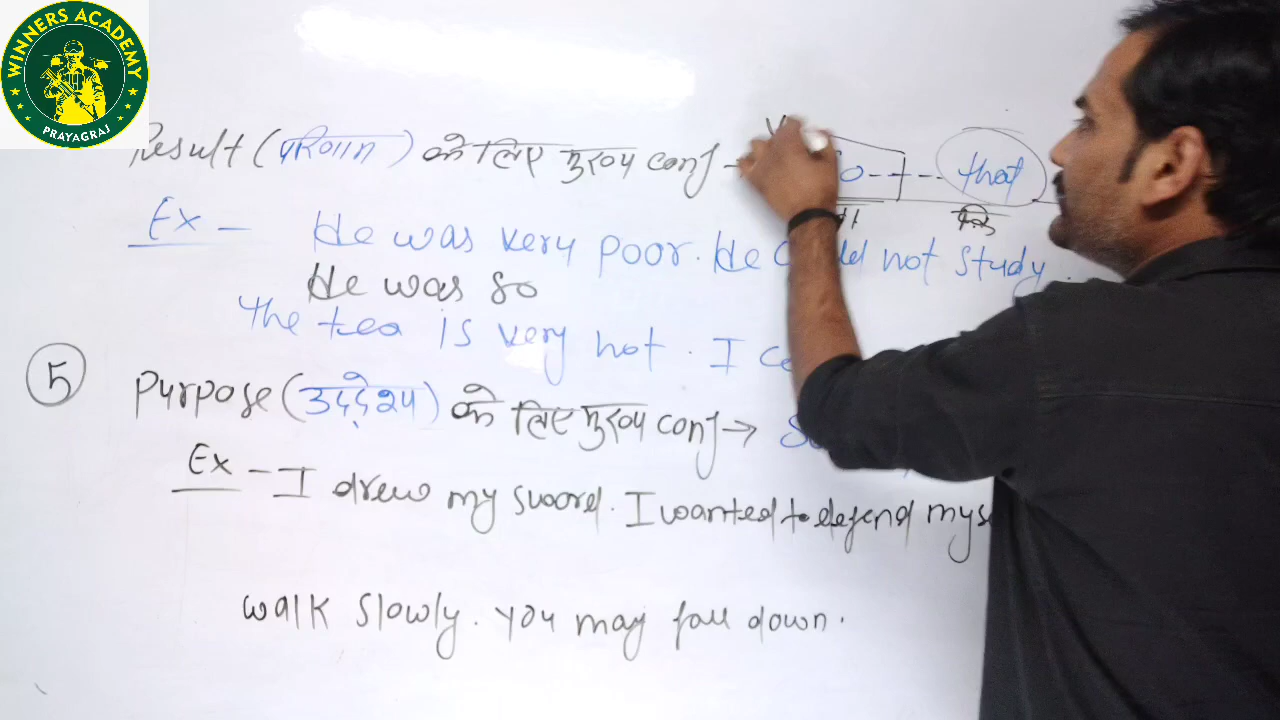 WINNERS ACADEMY
PRAYAGRAJ
Result (परिणाम) के लिए मुख्य conj → So --+-- that
कि
Ex - He was very poor. He could not study.
He was so
The tea is very hot. I
5 Purpose (उद्देश्य) के लिए मुख्य conj →
Ex - I drew my sword. I wanted to defend
walk slowly. You may fall down.